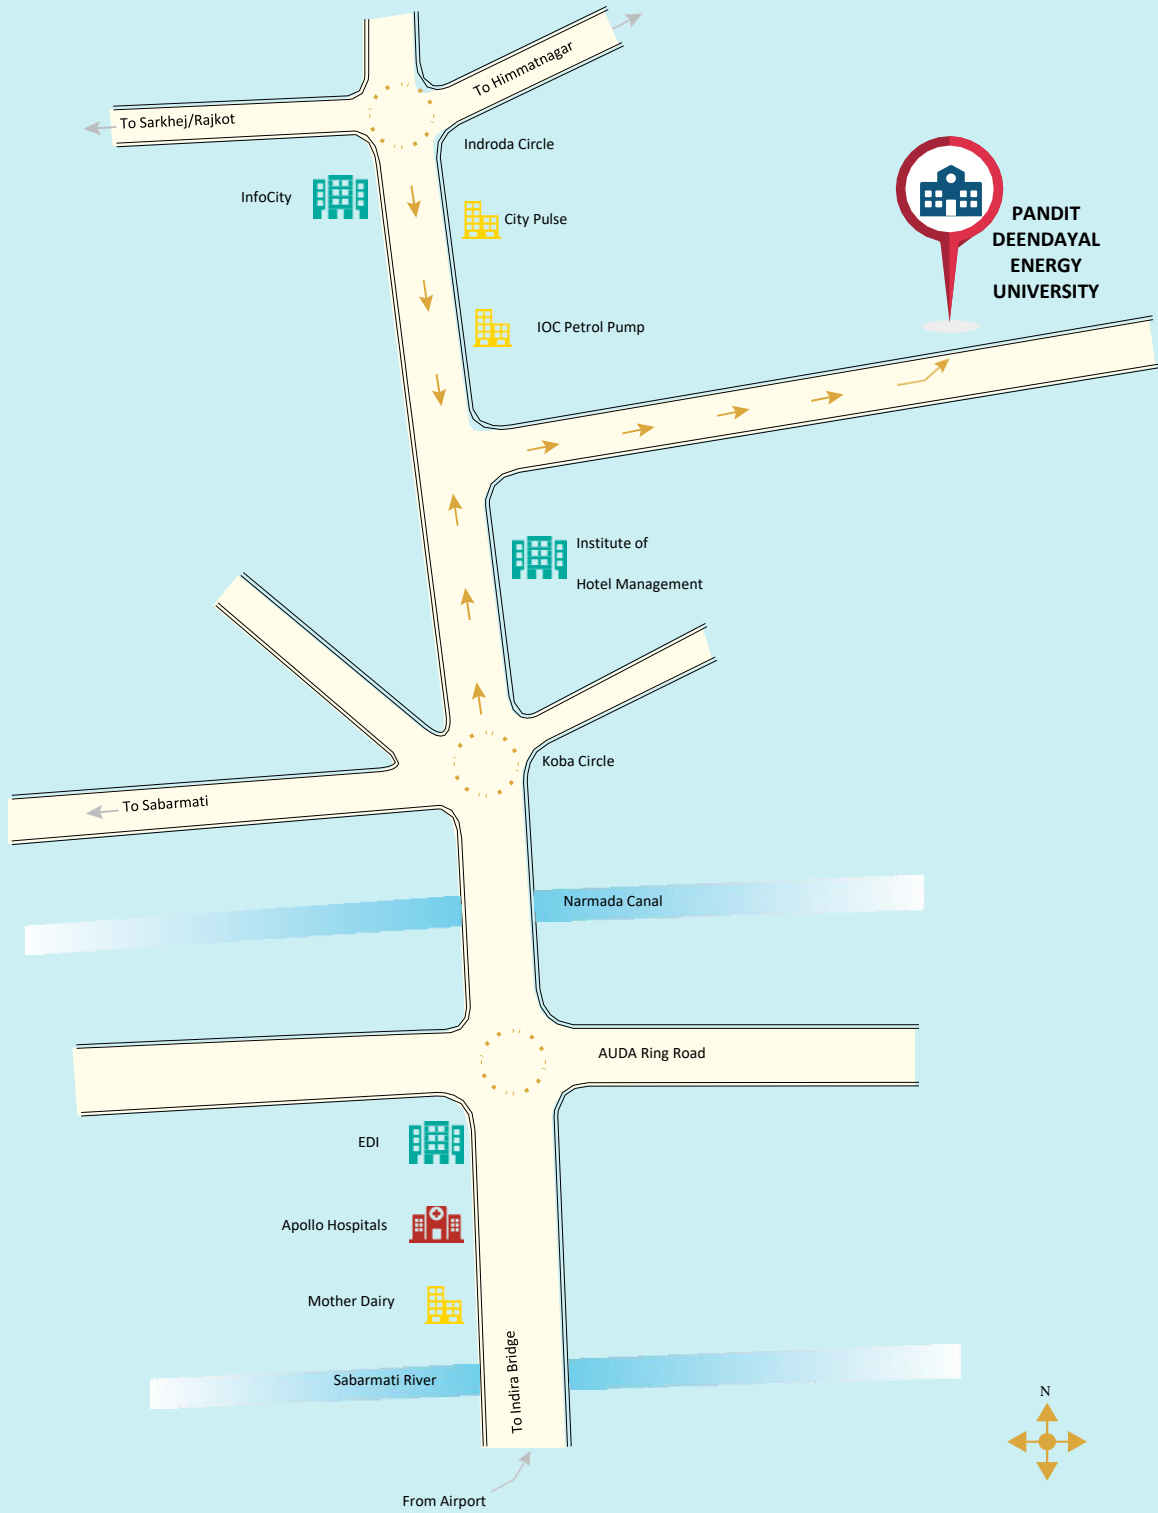 To Himmatnagar
To Sarkhej/Rajkot
Indroda Circle
InfoCity
City Pulse
PANDIT
DEENDAYAL
ENERGY
UNIVERSITY
IOC Petrol Pump
Institute of
Hotel Management
Koba Circle
To Sabarmati
Narmada Canal
AUDA Ring Road
EDI
Apollo Hospitals
Mother Dairy
Sabarmati River
To Indira Bridge
N
From Airport